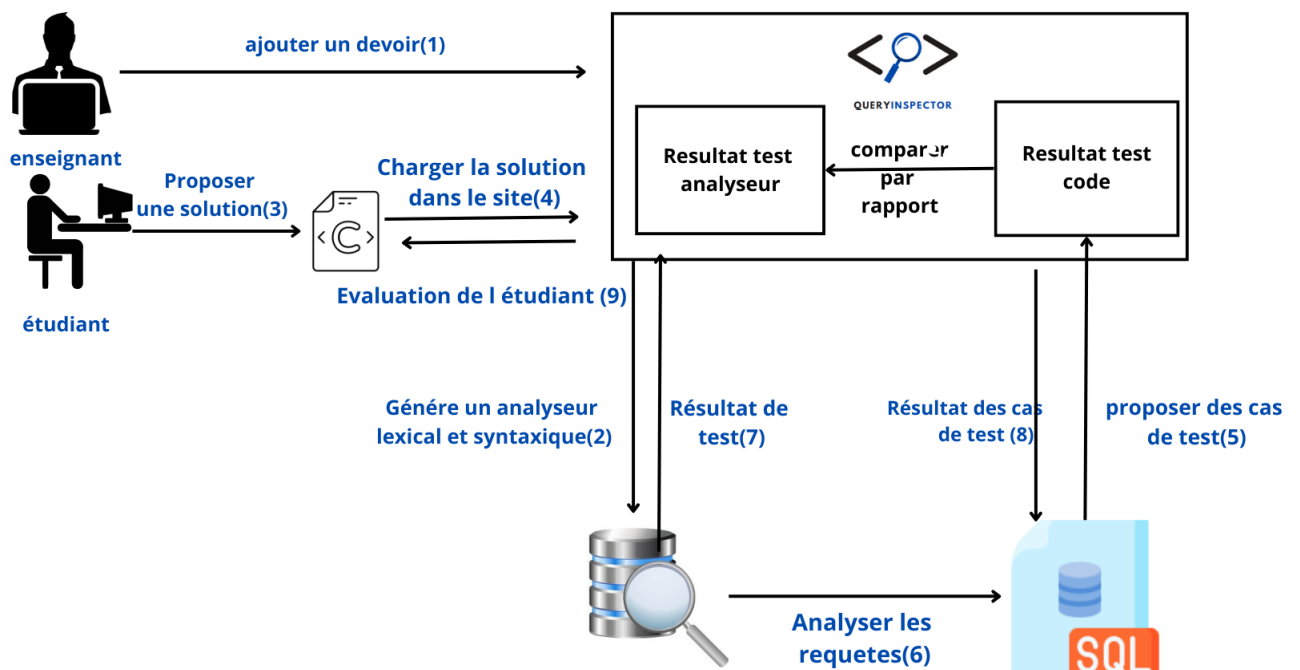 ajouter un devoir(1)
enseignant
Proposer
une solution(3)
étudiant
C
Charger la solution
dans le site(4)
Evaluation de l étudiant (9)
QUERYINSPECTOR
Resultat test
analyseur
comparer
par
rapport
Resultat test
code
Génére un analyseur
lexical et syntaxique(2)
Résultat de
test(7)
Résultat des cas
de test (8)
proposer des cas
de test(5)
Analyser les
requetes(6)
SQL